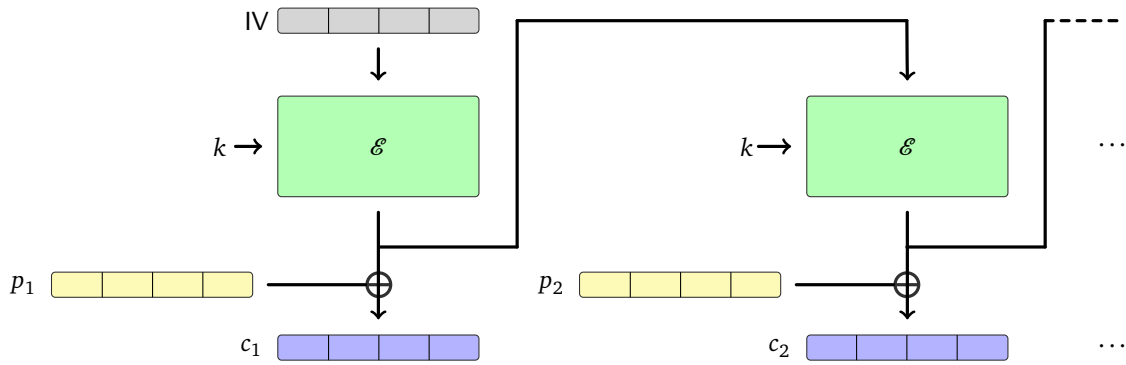 IV
k → ℰ k → ℰ ⋯
p₁ p₂
c₁ c₂ ⋯